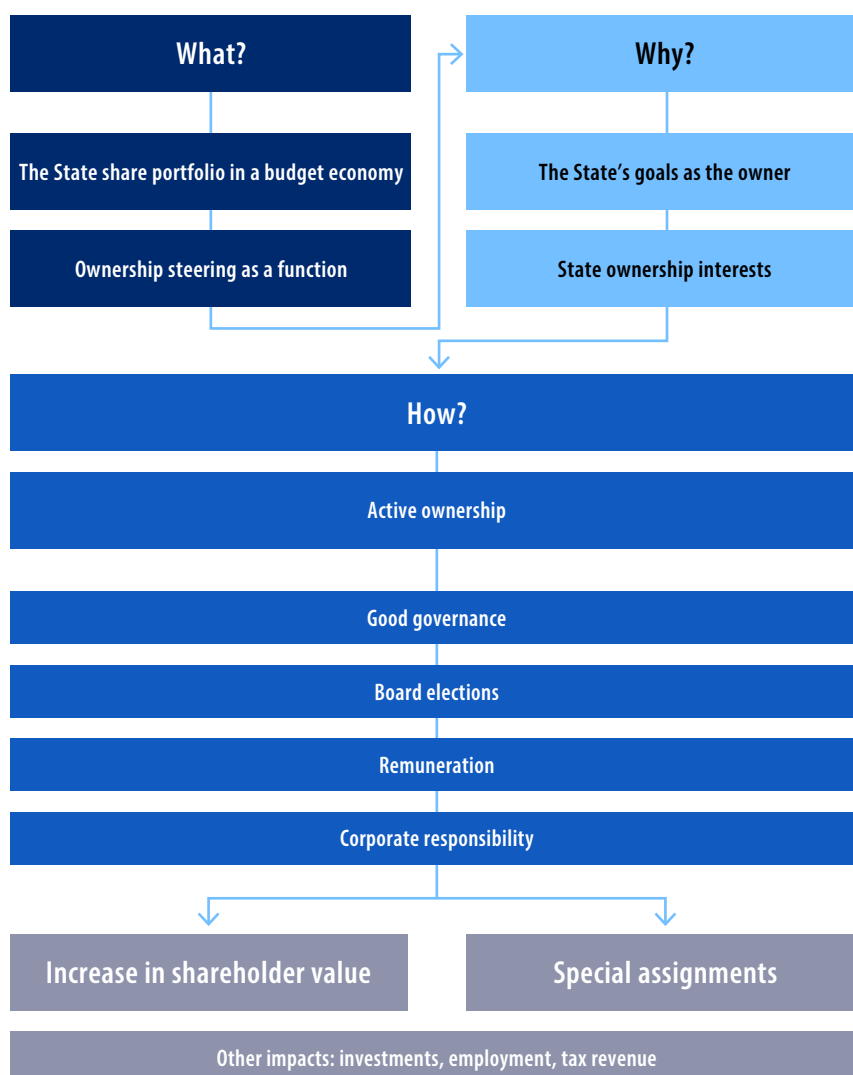 What?
The State share portfolio in a budget economy
Ownership steering as a function
Why?
The State’s goals as the owner
State ownership interests
How?
Active ownership
Good governance
Board elections
Remuneration
Corporate responsibility
Increase in shareholder value
Special assignments
Other impacts: investments, employment, tax revenue